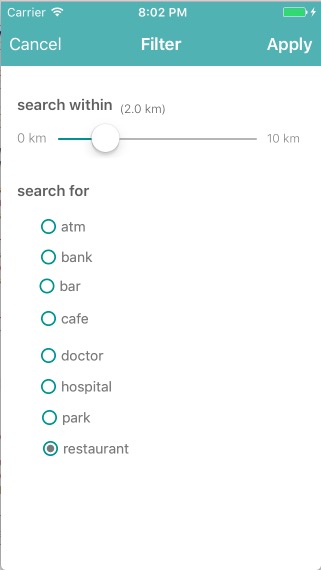 Carrier 8:02 PM
Cancel Filter Apply
search within (2.0 km)
0 km 10 km
search for
atm
bank
bar
cafe
doctor
hospital
park
restaurant